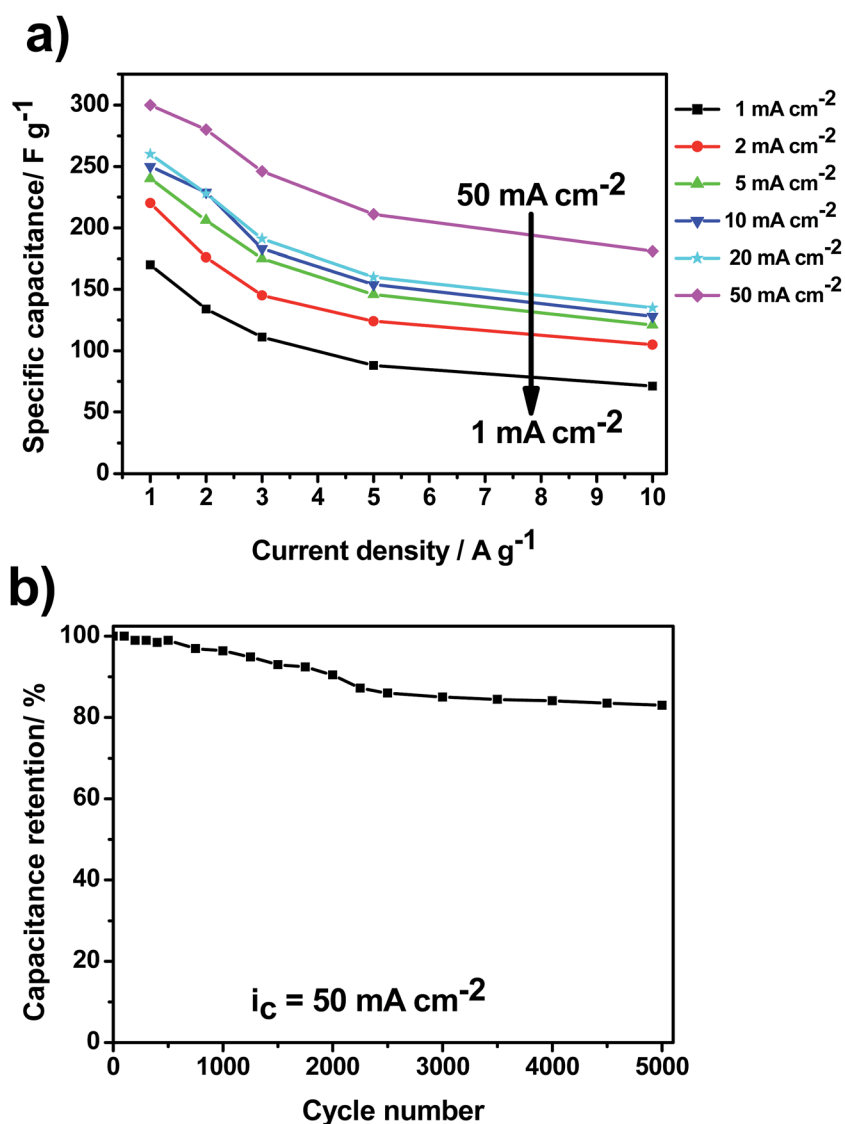 a)
Specific capacitance/ F g⁻¹
300
250
200
150
100
50
0
1 2 3 4 5 6 7 8 9 10
Current density / A g⁻¹
50 mA cm⁻²
1 mA cm⁻²
1 mA cm⁻²
2 mA cm⁻²
5 mA cm⁻²
10 mA cm⁻²
20 mA cm⁻²
50 mA cm⁻²
b)
Capacitance retention/ %
100
80
60
40
20
0
i_c = 50 mA cm⁻²
0 1000 2000 3000 4000 5000
Cycle number